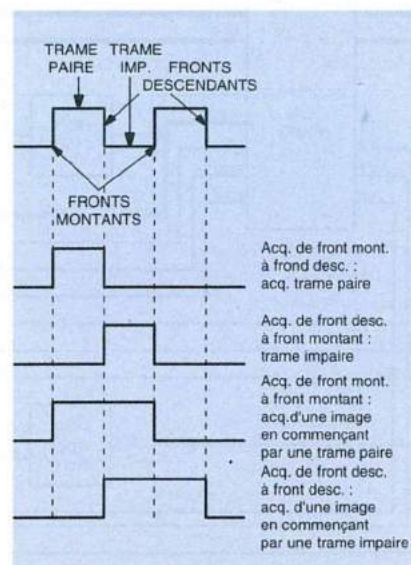 TRAME TRAME
PAIRE IMP. FRONTS
DESCENDANTS
FRONTS
MONTANTS
Acq. de front mont.
à frond desc. :
acq. trame paire
Acq. de front desc.
à front montant :
trame impaire
Acq. de front mont.
à front montant :
acq.d'une image
en commençant
par une trame paire
Acq. de front desc.
à front desc. :
acq. d'une image
en commençant
par une trame impaire